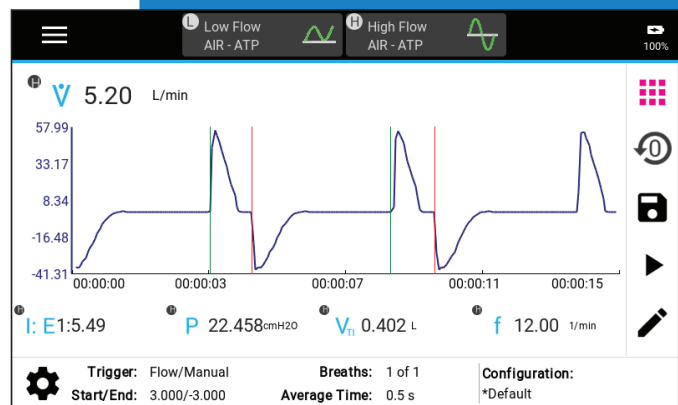 L Low Flow
AIR - ATP
H High Flow
AIR - ATP
100%
H V̇ 5.20 L/min
57.99
33.17
8.34
-16.48
-41.31
00:00:00 00:00:03 00:00:07 00:00:11 00:00:15
0
H I: E1:5.49
H P 22.458cmH2O
H VTI 0.402 L
H f 12.00 1/min
Trigger: Flow/Manual
Start/End: 3.000/-3.000
Breaths: 1 of 1
Average Time: 0.5 s
Configuration:
*Default